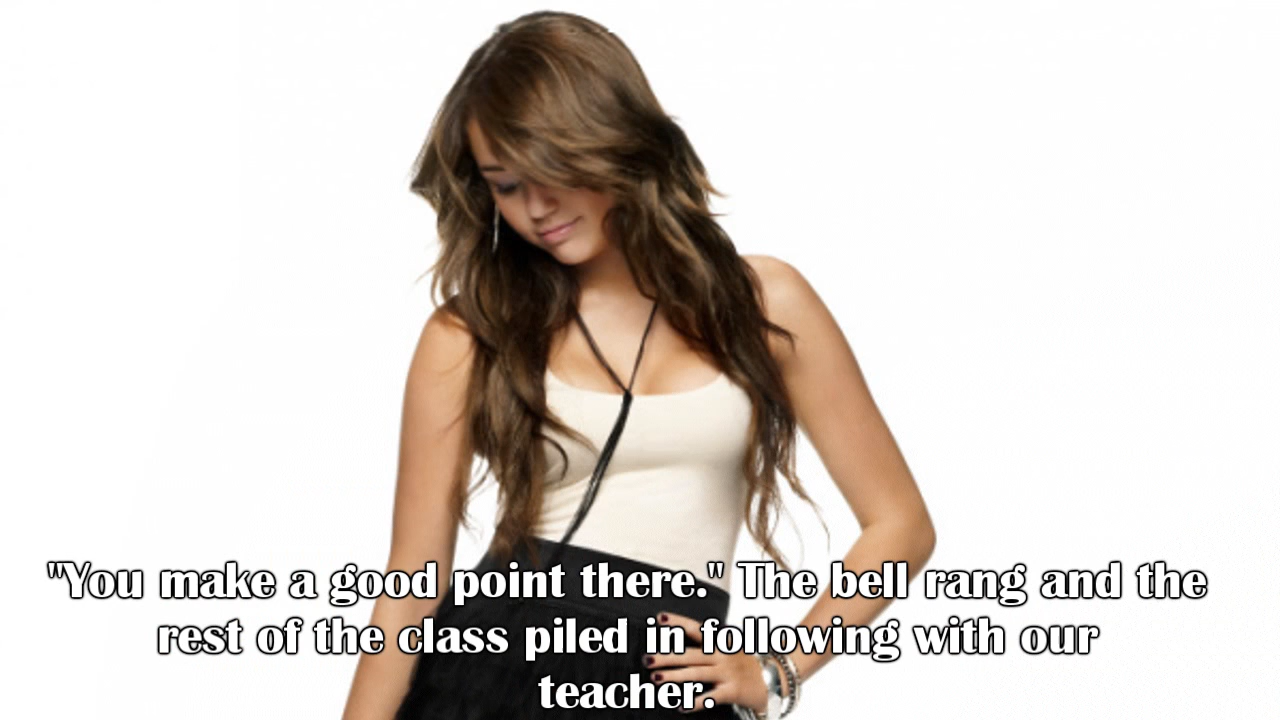 "You make a good point there." The bell rang and the
rest of the class piled in following with our
teacher.